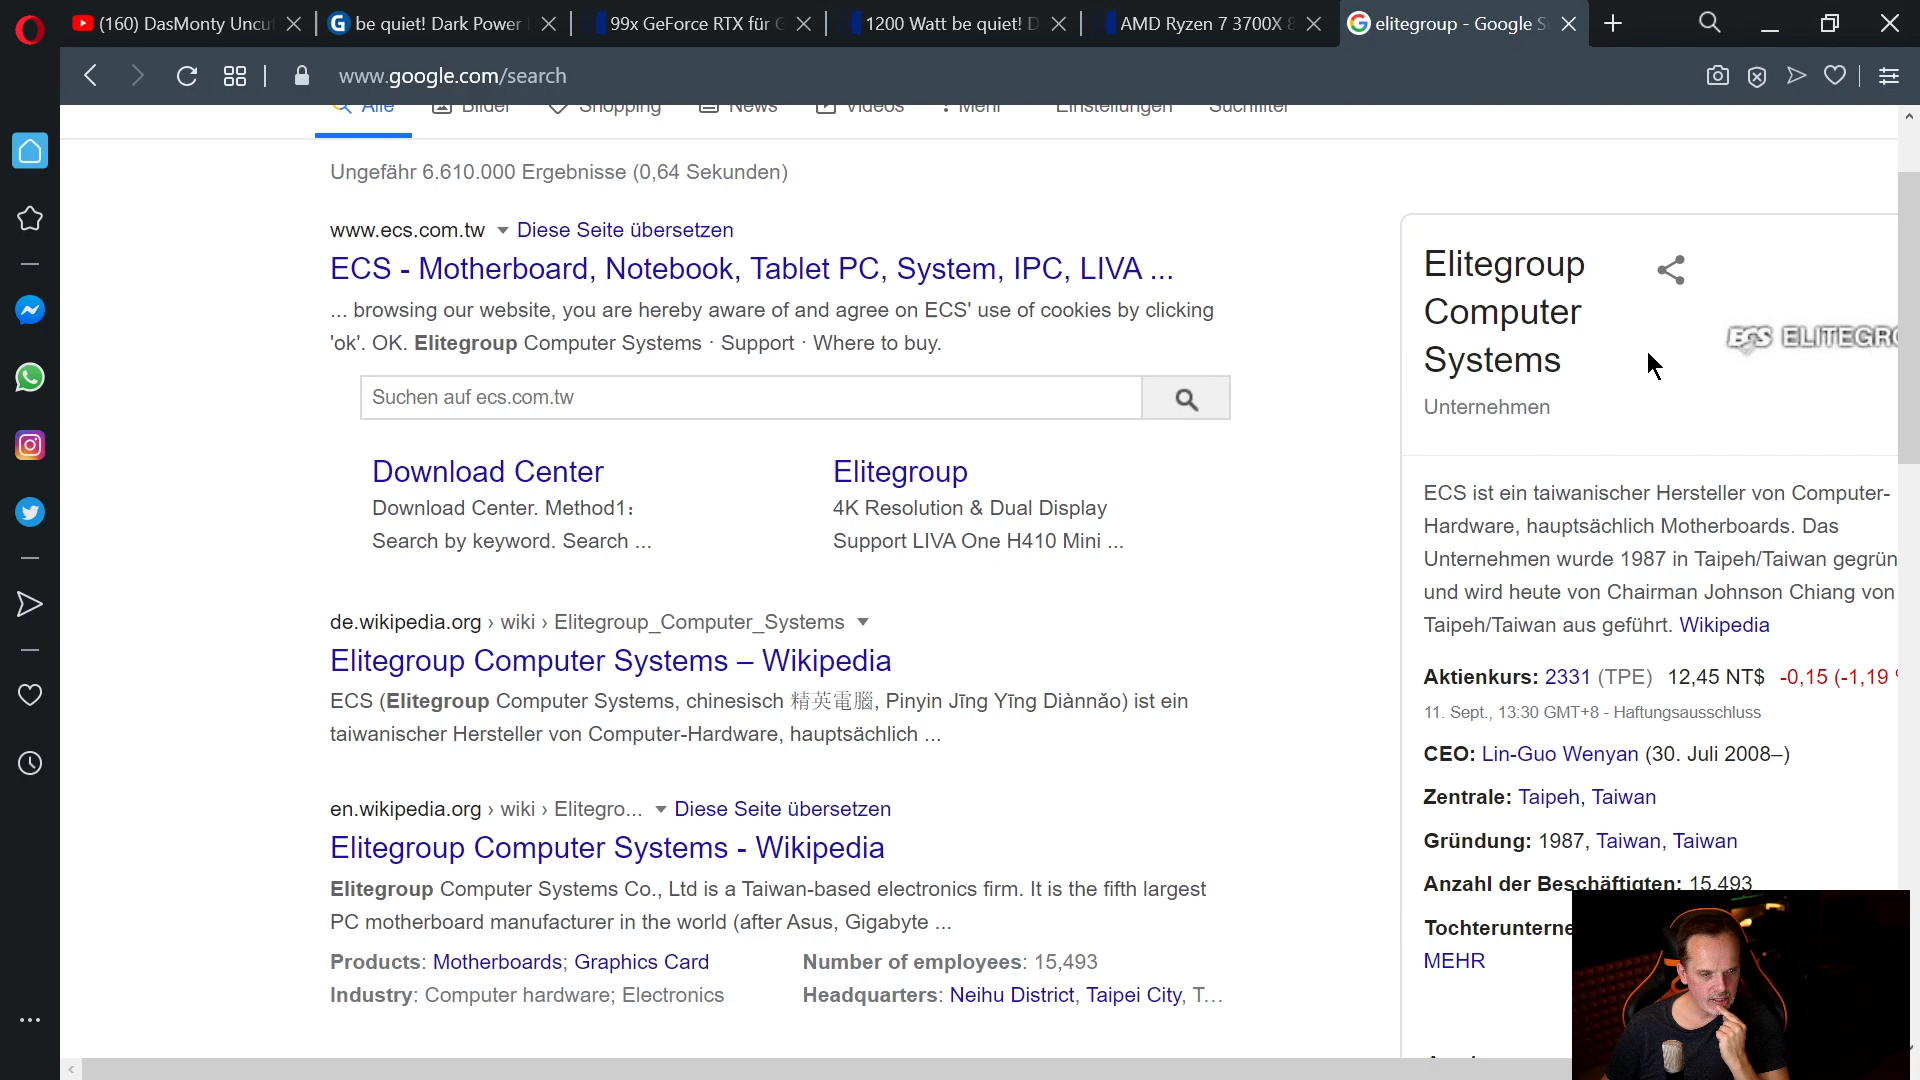 (160) DasMonty Uncu
be quiet! Dark Power
99x GeForce RTX für G
1200 Watt be quiet! D
AMD Ryzen 7 3700X 8
elitegroup - Google S
www.google.com/search
Alle
Bilder
Shopping
News
Videos
Mehr
Einstellungen
Suchfilter
Ungefähr 6.610.000 Ergebnisse (0,64 Sekunden)
www.ecs.com.tw Diese Seite übersetzen
ECS - Motherboard, Notebook, Tablet PC, System, IPC, LIVA ...
... browsing our website, you are hereby aware of and agree on ECS' use of cookies by clicking
'ok'. OK. Elitegroup Computer Systems · Support · Where to buy.
Suchen auf ecs.com.tw
Download Center
Download Center. Method1:
Search by keyword. Search ...
Elitegroup
4K Resolution & Dual Display
Support LIVA One H410 Mini ...
de.wikipedia.org › wiki › Elitegroup_Computer_Systems
Elitegroup Computer Systems – Wikipedia
ECS (Elitegroup Computer Systems, chinesisch 精英電腦, Pinyin Jīng Yīng Diànnǎo) ist ein
taiwanischer Hersteller von Computer-Hardware, hauptsächlich ...
en.wikipedia.org › wiki › Elitegro... Diese Seite übersetzen
Elitegroup Computer Systems - Wikipedia
Elitegroup Computer Systems Co., Ltd is a Taiwan-based electronics firm. It is the fifth largest
PC motherboard manufacturer in the world (after Asus, Gigabyte ...
Products: Motherboards; Graphics Card
Number of employees: 15,493
Industry: Computer hardware; Electronics
Headquarters: Neihu District, Taipei City, T...
Elitegroup
Computer
Systems
ECS ELITEGRO
Unternehmen
ECS ist ein taiwanischer Hersteller von Computer-
Hardware, hauptsächlich Motherboards. Das
Unternehmen wurde 1987 in Taipeh/Taiwan gegrün
und wird heute von Chairman Johnson Chiang von
Taipeh/Taiwan aus geführt. Wikipedia
Aktienkurs: 2331 (TPE) 12,45 NT$ -0,15 (-1,19
11. Sept., 13:30 GMT+8 - Haftungsausschluss
CEO: Lin-Guo Wenyan (30. Juli 2008–)
Zentrale: Taipeh, Taiwan
Gründung: 1987, Taiwan, Taiwan
Anzahl der Beschäftigten: 15.493
Tochterunterne
MEHR